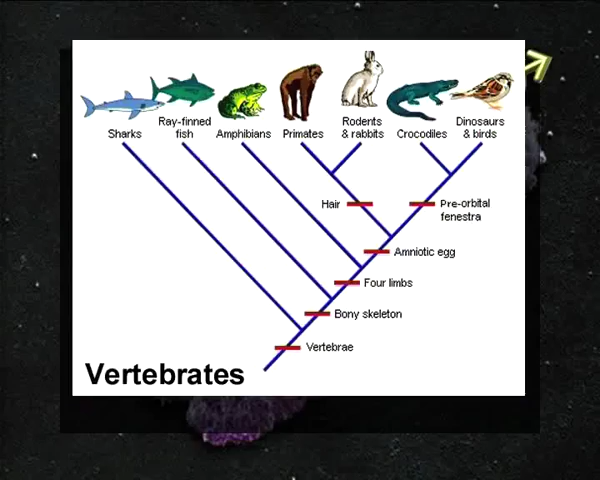 Ray-finned
fish
Rodents
& rabbits
Dinosaurs
& birds
Sharks
Amphibians
Primates
Crocodiles
Hair
Pre-orbital
fenestra
Amniotic egg
Four limbs
Bony skeleton
Vertebrae
Vertebrates